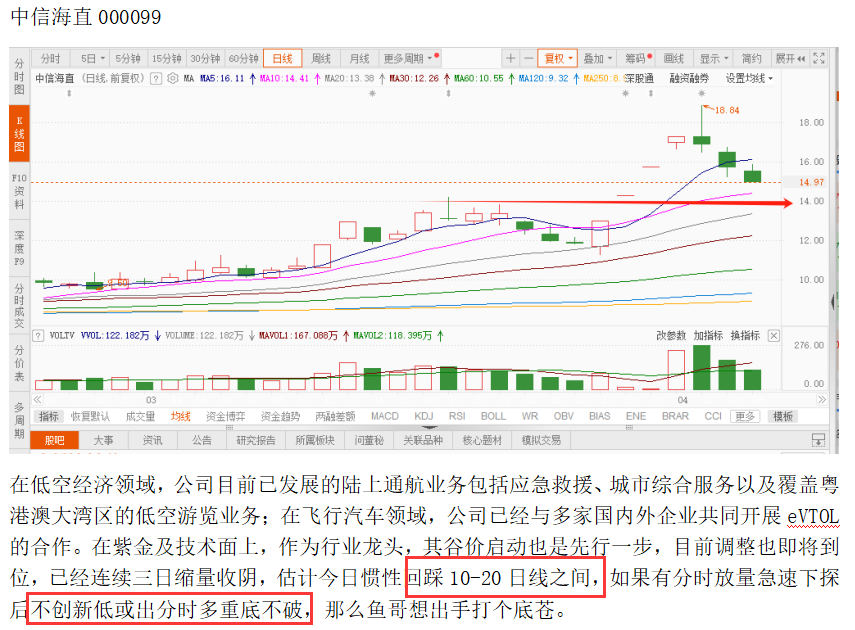 中信海直 000099
分时 5日 5分钟 15分钟 30分钟 60分钟 日线 周线 月线 更多周期 + — 复权 叠加 筹码 画线 显示 简约 展开
中信海直 (日线.前复权) ? MA MA5:16.11 MA10:14.41 MA20:13.38 MA30:12.26 MA60:10.55 MA120:9.32 MA250:8. 深股通 融资融券 设置均线
分时图
K线图
F10资料
深度F9
分时成交
分价表
多周期
18.84
18.00
16.00
14.97
14.00
12.00
10.00
? VOLTV VVOL:122.182万 VOLUME:122.182万 MAVOL1:167.088万 MAVOL2:118.395万 改参数 加指标 换指标
276.00
0.00
03 04
指标 恢复默认 成交量 均线 资金博弈 资金趋势 两融差额 MACD KDJ RSI BOLL WR OBV BIAS ENE BRAR CCI 更多 模板
股吧 大事 资讯 公告 研究报告 所属板块 问董秘 关联品种 核心题材 模拟交易
在低空经济领域，公司目前已发展的陆上通航业务包括应急救援、城市综合服务以及覆盖粤
港澳大湾区的低空游览业务；在飞行汽车领域，公司已经与多家国内外企业共同开展 eVTOL
的合作。在紫金及技术面上，作为行业龙头，其谷价启动也是先行一步，目前调整也即将到
位，已经连续三日缩量收阴，估计今日惯性回踩 10-20 日线之间，如果有分时放量急速下探
后不创新低或出分时多重底不破，那么鱼哥想出手打个底苍。